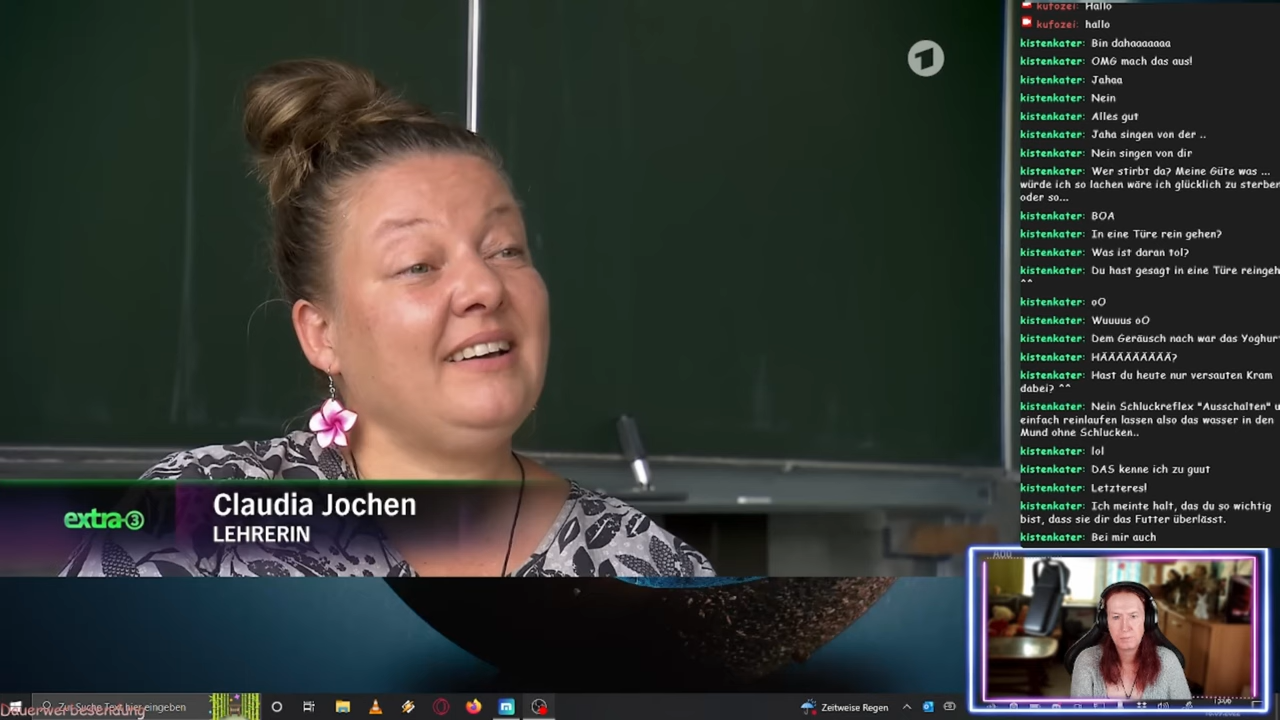 kufozei: Hallo
kufozei: hallo
kistenkater: Bin dahaaaaaaa
kistenkater: OMG mach das aus!
kistenkater: Jahaa
kistenkater: Nein
kistenkater: Alles gut
kistenkater: Jaha singen von der ..
kistenkater: Nein singen von dir
kistenkater: Wer stirbt da? Meine Güte was ...
würde ich so lachen wäre ich glücklich zu sterben
oder so...
kistenkater: BOA
kistenkater: In eine Türe rein gehen?
kistenkater: Was ist daran tol?
kistenkater: Du hast gesagt in eine Türe reingeh
^^
kistenkater: oO
kistenkater: Wuuuus oO
kistenkater: Dem Geräusch nach war das Yoghur
kistenkater: HÄÄÄÄÄÄÄÄÄ?
kistenkater: Hast du heute nur versauten Kram
dabei? ^^
kistenkater: Nein Schluckreflex "Ausschalten" u
einfach reinlaufen lassen also das wasser in den
Mund ohne Schlucken..
kistenkater: lol
kistenkater: DAS kenne ich zu guut
kistenkater: Letzteres!
kistenkater: Ich meinte halt, das du so wichtig
bist, dass sie dir das Futter überlässt.
kistenkater: Bei mir auch
extra 3
Claudia Jochen
LEHRERIN
Dauerwerbesendung
Zeitweise Regen